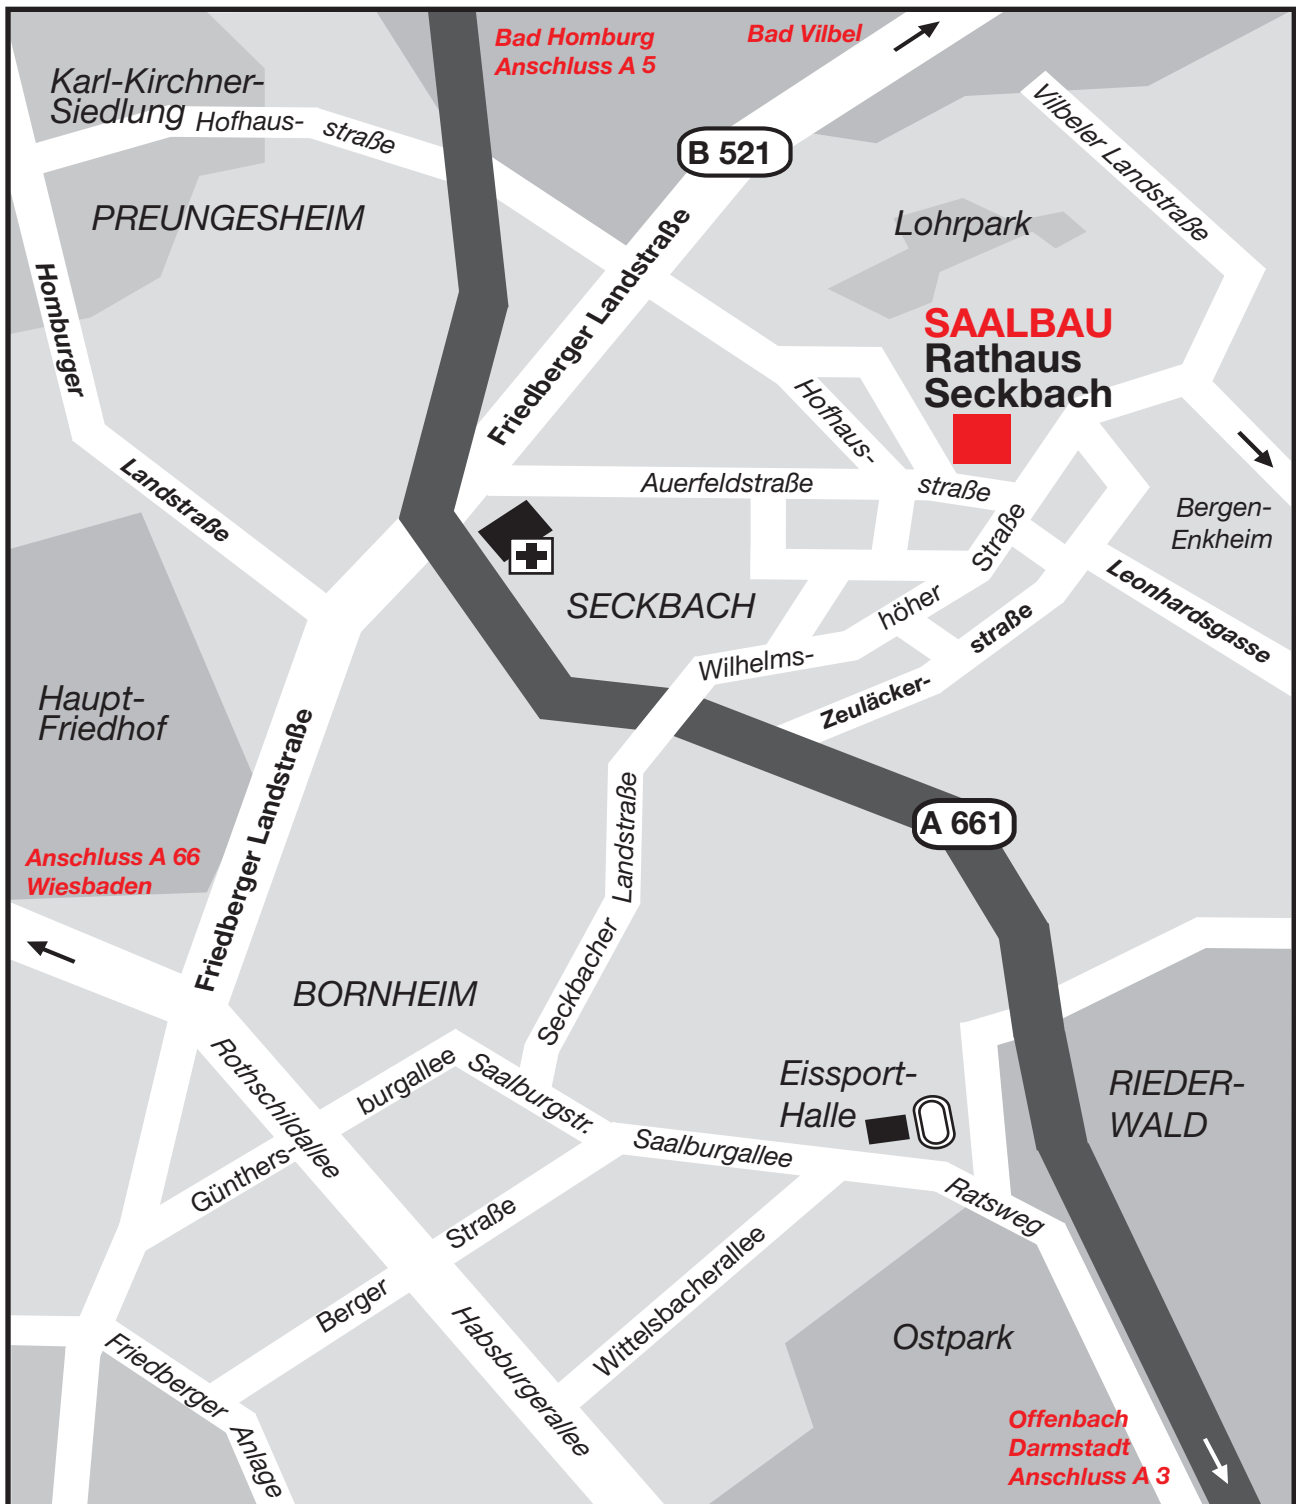 Bad Homburg
Anschluss A 5
Bad Vilbel
Karl-Kirchner-
Siedlung
Hofhaus-
straße
B 521
Vilbeler Landstraße
PREUNGESHEIM
Lohrpark
Homburger
Landstraße
Friedberger Landstraße
SAALBAU
Rathaus
Seckbach
Hofhaus-
straße
Auerfeldstraße
Bergen-
Enkheim
Leonhardsgasse
SECKBACH
Wilhelms-
höher
Straße
Zeuläcker-
straße
Haupt-
Friedhof
Friedberger Landstraße
Anschluss A 66
Wiesbaden
A 661
Seckbacher
Landstraße
BORNHEIM
Rothschildallee
Günthers-
burgallee
Saalburgstr.
Saalburgallee
Eissport-
Halle
RIEDER-
WALD
Ratsweg
Berger
Straße
Wittelsbacherallee
Habsburgerallee
Friedberger
Anlage
Ostpark
Offenbach
Darmstadt
Anschluss A 3